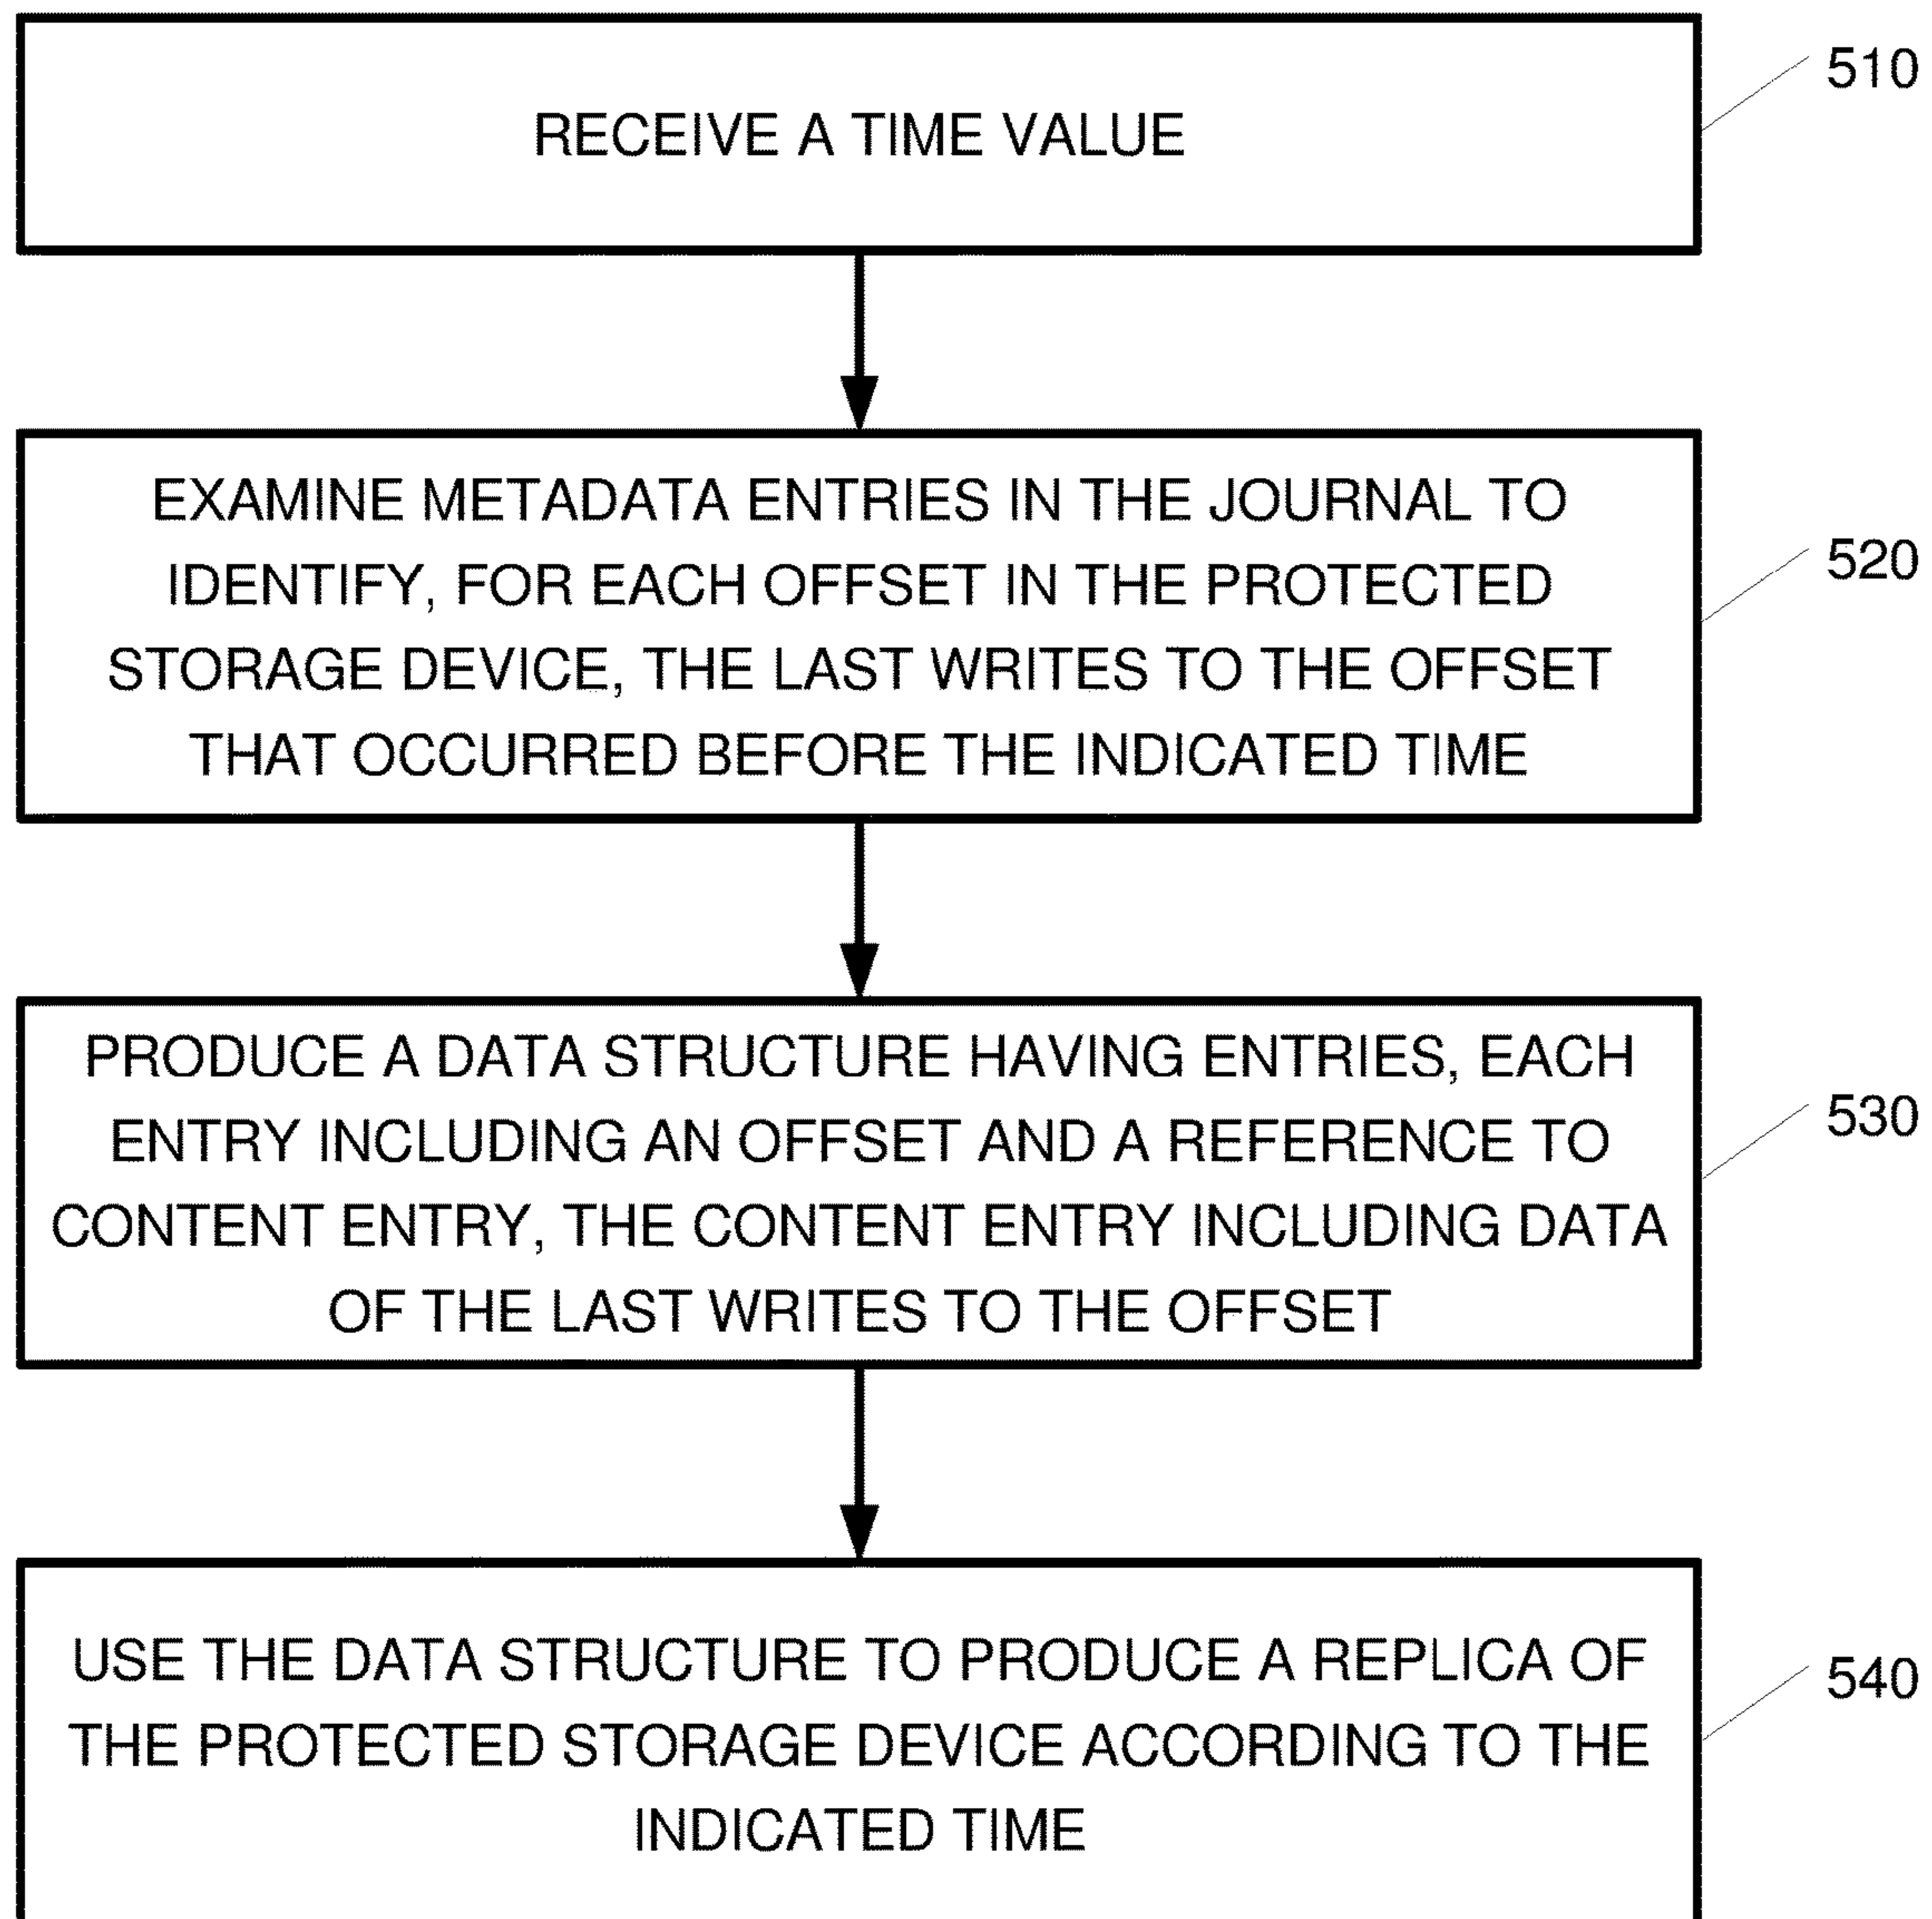 RECEIVE A TIME VALUE
510
EXAMINE METADATA ENTRIES IN THE JOURNAL TO
IDENTIFY, FOR EACH OFFSET IN THE PROTECTED
STORAGE DEVICE, THE LAST WRITES TO THE OFFSET
THAT OCCURRED BEFORE THE INDICATED TIME
520
PRODUCE A DATA STRUCTURE HAVING ENTRIES, EACH
ENTRY INCLUDING AN OFFSET AND A REFERENCE TO
CONTENT ENTRY, THE CONTENT ENTRY INCLUDING DATA
OF THE LAST WRITES TO THE OFFSET
530
USE THE DATA STRUCTURE TO PRODUCE A REPLICA OF
THE PROTECTED STORAGE DEVICE ACCORDING TO THE
INDICATED TIME
540